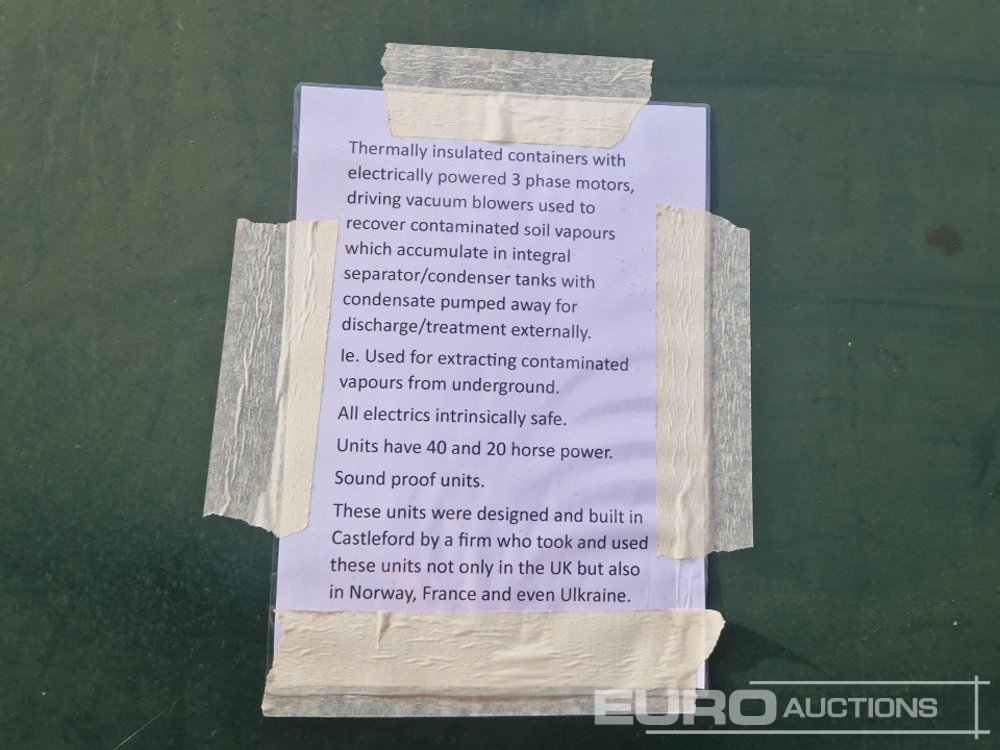 Thermally insulated containers with
electrically powered 3 phase motors,
driving vacuum blowers used to
recover contaminated soil vapours
which accumulate in integral
separator/condenser tanks with
condensate pumped away for
discharge/treatment externally.
Ie. Used for extracting contaminated
vapours from underground.
All electrics intrinsically safe.
Units have 40 and 20 horse power.
Sound proof units.
These units were designed and built in
Castleford by a firm who took and used
these units not only in the UK but also
in Norway, France and even Ulkraine.
EURO AUCTIONS